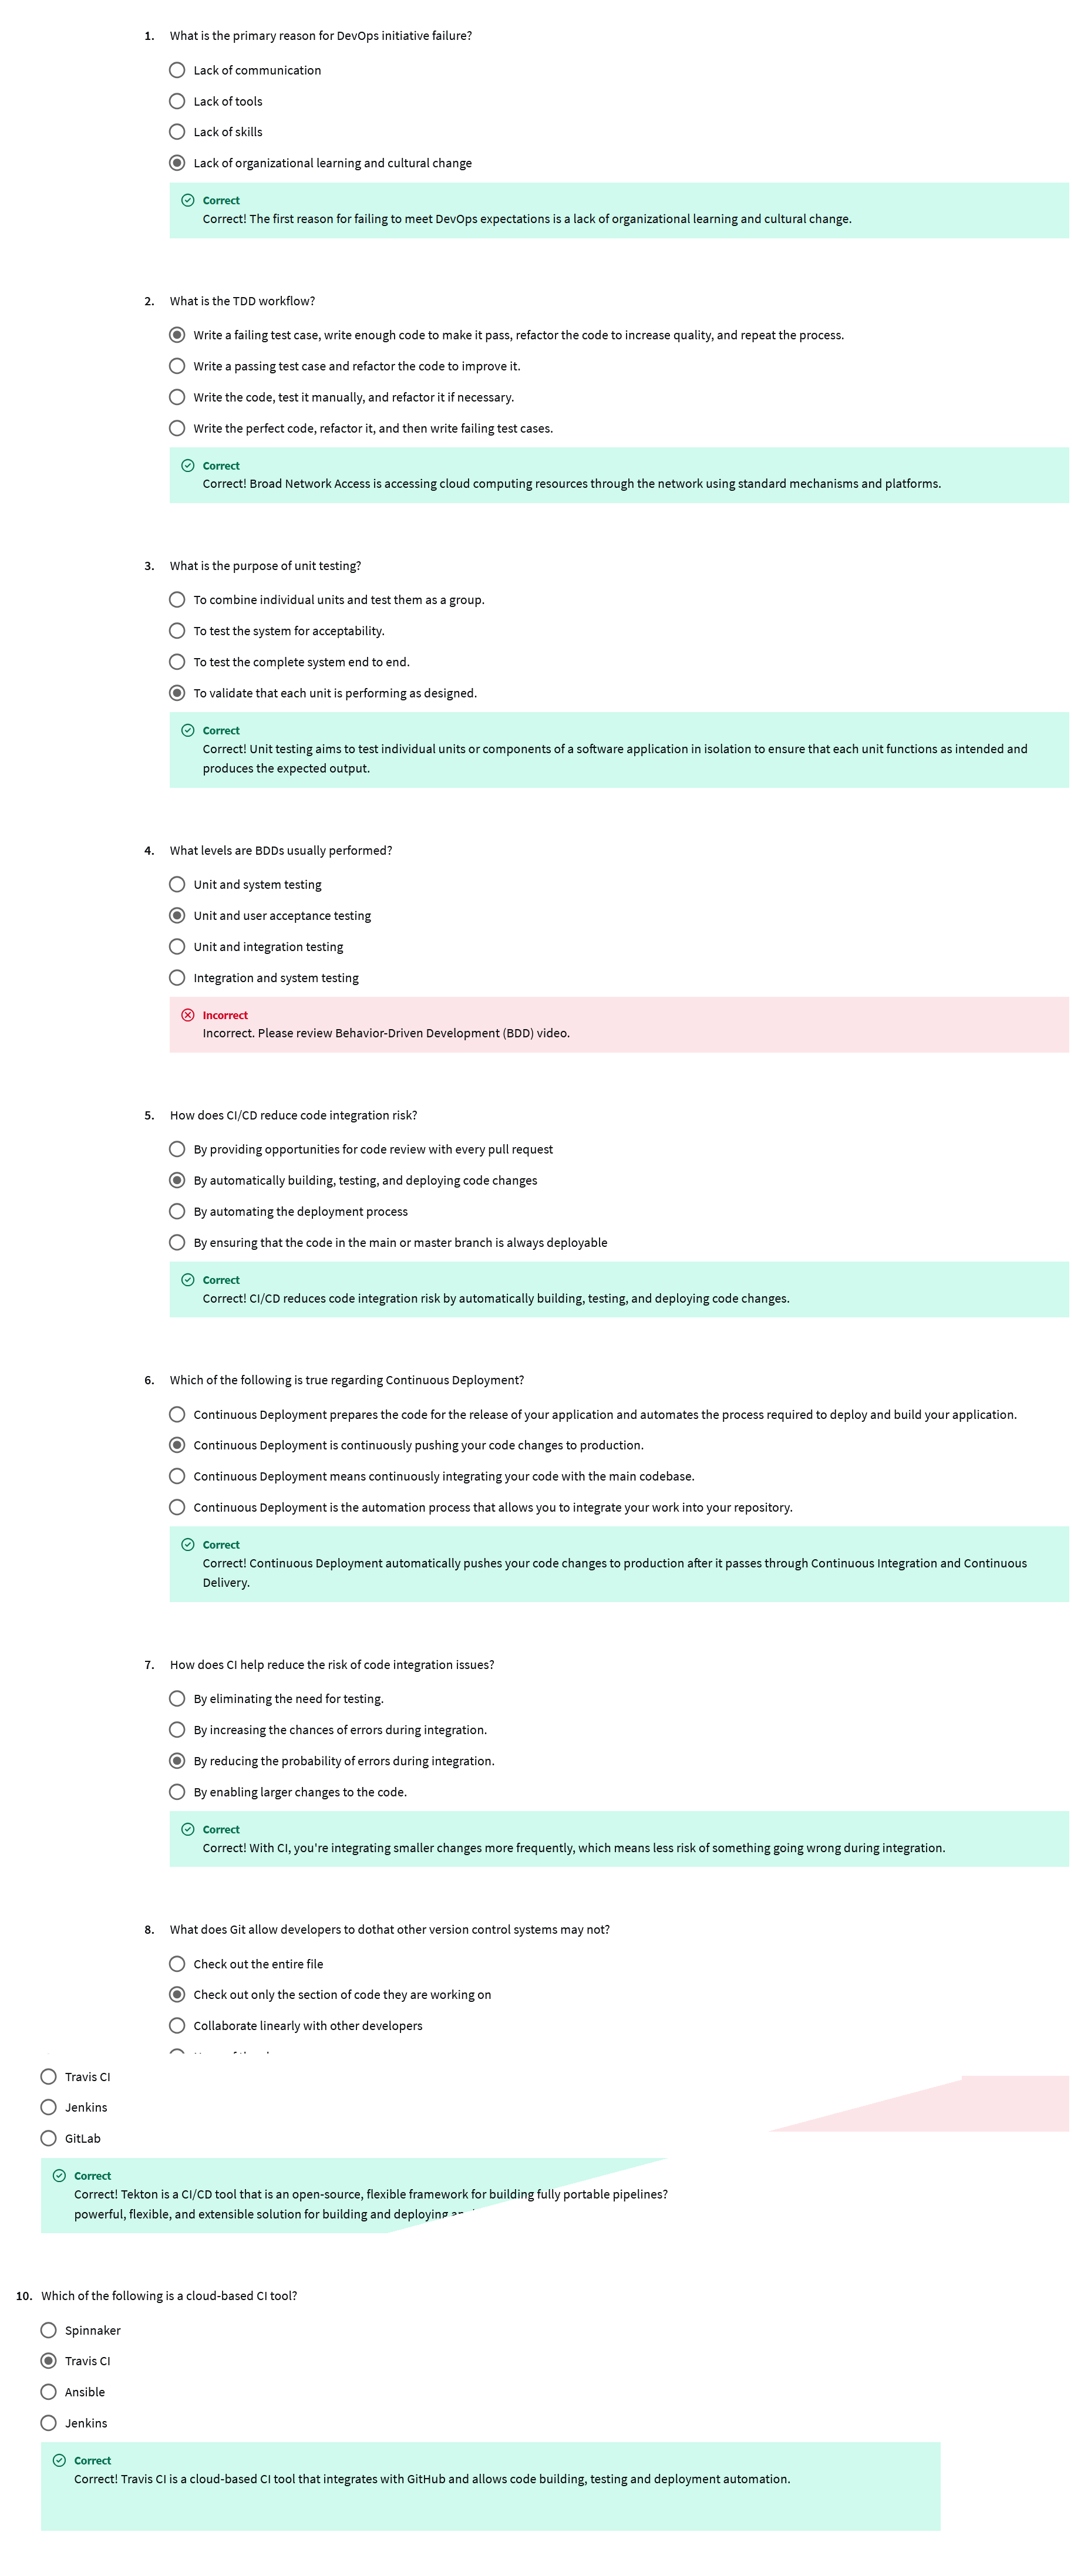 1. What is the primary reason for DevOps initiative failure?
Lack of communication
Lack of tools
Lack of skills
Lack of organizational learning and cultural change
Correct
Correct! The first reason for failing to meet DevOps expectations is a lack of organizational learning and cultural change.
2. What is the TDD workflow?
Write a failing test case, write enough code to make it pass, refactor the code to increase quality, and repeat the process.
Write a passing test case and refactor the code to improve it.
Write the code, test it manually, and refactor it if necessary.
Write the perfect code, refactor it, and then write failing test cases.
Correct
Correct! Broad Network Access is accessing cloud computing resources through the network using standard mechanisms and platforms.
3. What is the purpose of unit testing?
To combine individual units and test them as a group.
To test the system for acceptability.
To test the complete system end to end.
To validate that each unit is performing as designed.
Correct
Correct! Unit testing aims to test individual units or components of a software application in isolation to ensure that each unit functions as intended and
produces the expected output.
4. What levels are BDDs usually performed?
Unit and system testing
Unit and user acceptance testing
Unit and integration testing
Integration and system testing
Incorrect
Incorrect. Please review Behavior-Driven Development (BDD) video.
5. How does CI/CD reduce code integration risk?
By providing opportunities for code review with every pull request
By automatically building, testing, and deploying code changes
By automating the deployment process
By ensuring that the code in the main or master branch is always deployable
Correct
Correct! CI/CD reduces code integration risk by automatically building, testing, and deploying code changes.
6. Which of the following is true regarding Continuous Deployment?
Continuous Deployment prepares the code for the release of your application and automates the process required to deploy and build your application.
Continuous Deployment is continuously pushing your code changes to production.
Continuous Deployment means continuously integrating your code with the main codebase.
Continuous Deployment is the automation process that allows you to integrate your work into your repository.
Correct
Correct! Continuous Deployment automatically pushes your code changes to production after it passes through Continuous Integration and Continuous
Delivery.
7. How does CI help reduce the risk of code integration issues?
By eliminating the need for testing.
By increasing the chances of errors during integration.
By reducing the probability of errors during integration.
By enabling larger changes to the code.
Correct
Correct! With CI, you're integrating smaller changes more frequently, which means less risk of something going wrong during integration.
8. What does Git allow developers to dothat other version control systems may not?
Check out the entire file
Check out only the section of code they are working on
Collaborate linearly with other developers
Travis CI
Jenkins
GitLab
Correct
Correct! Tekton is a CI/CD tool that is an open-source, flexible framework for building fully portable pipelines?
powerful, flexible, and extensible solution for building and deploying
10. Which of the following is a cloud-based CI tool?
Spinnaker
Travis CI
Ansible
Jenkins
Correct
Correct! Travis CI is a cloud-based CI tool that integrates with GitHub and allows code building, testing and deployment automation.